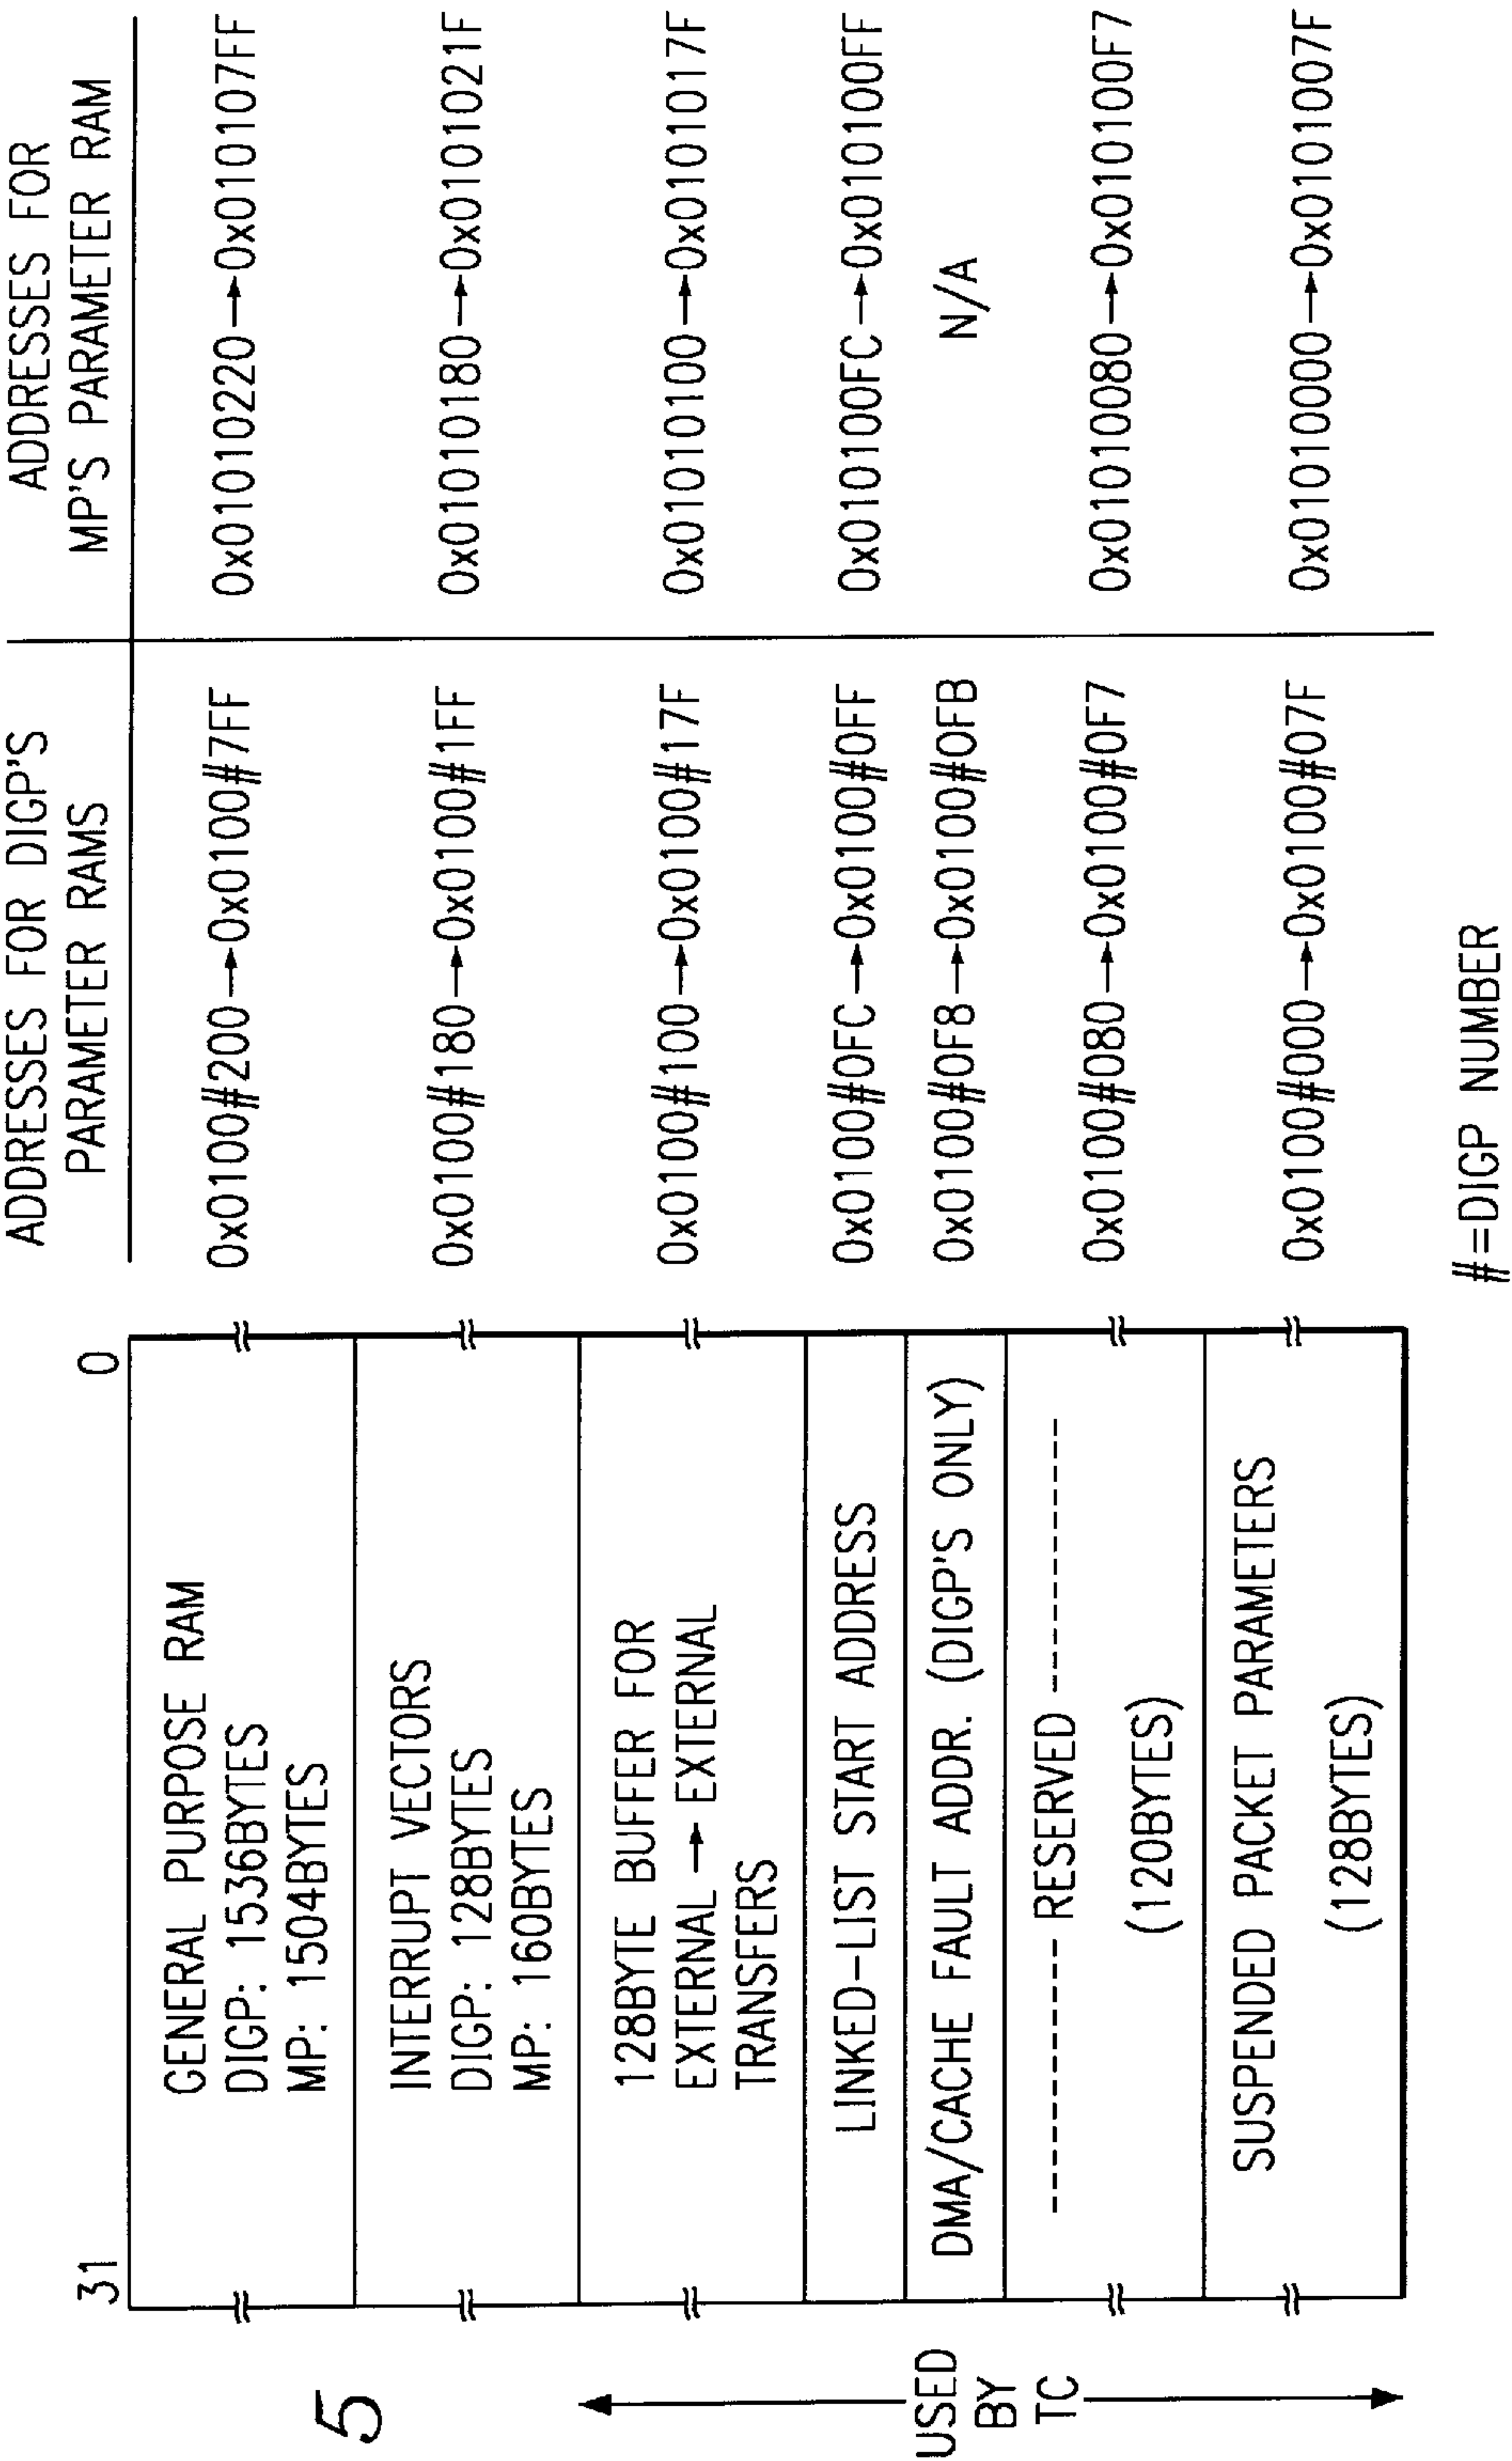 ADDRESSES FOR DIGP'S
PARAMETER RAMS
ADDRESSES FOR
MP'S PARAMETER RAM
31
0
GENERAL PURPOSE RAM
DIGP: 1536BYTES
MP: 1504BYTES
0x0100#200→0x0100#7FF
0x01010220→0x010107FF
INTERRUPT VECTORS
DIGP: 128BYTES
MP: 160BYTES
0x0100#180→0x0100#1FF
0x01010180→0x0101021F
128BYTE BUFFER FOR
EXTERNAL → EXTERNAL
TRANSFERS
0x0100#100→0x0100#17F
0x01010100→0x0101017F
LINKED-LIST START ADDRESS
0x0100#0FC→0x0100#0FF
0x010100FC→0x010100FF
DMA/CACHE FAULT ADDR. (DIGP'S ONLY)
0x0100#0F8→0x0100#0FB
N/A
------------ RESERVED ------------
(120BYTES)
0x0100#080→0x0100#0F7
0x01010080→0x010100F7
SUSPENDED PACKET PARAMETERS
(128BYTES)
0x0100#000→0x0100#07F
0x01010000→0x0101007F
5
USED
BY
TC
#=DIGP NUMBER